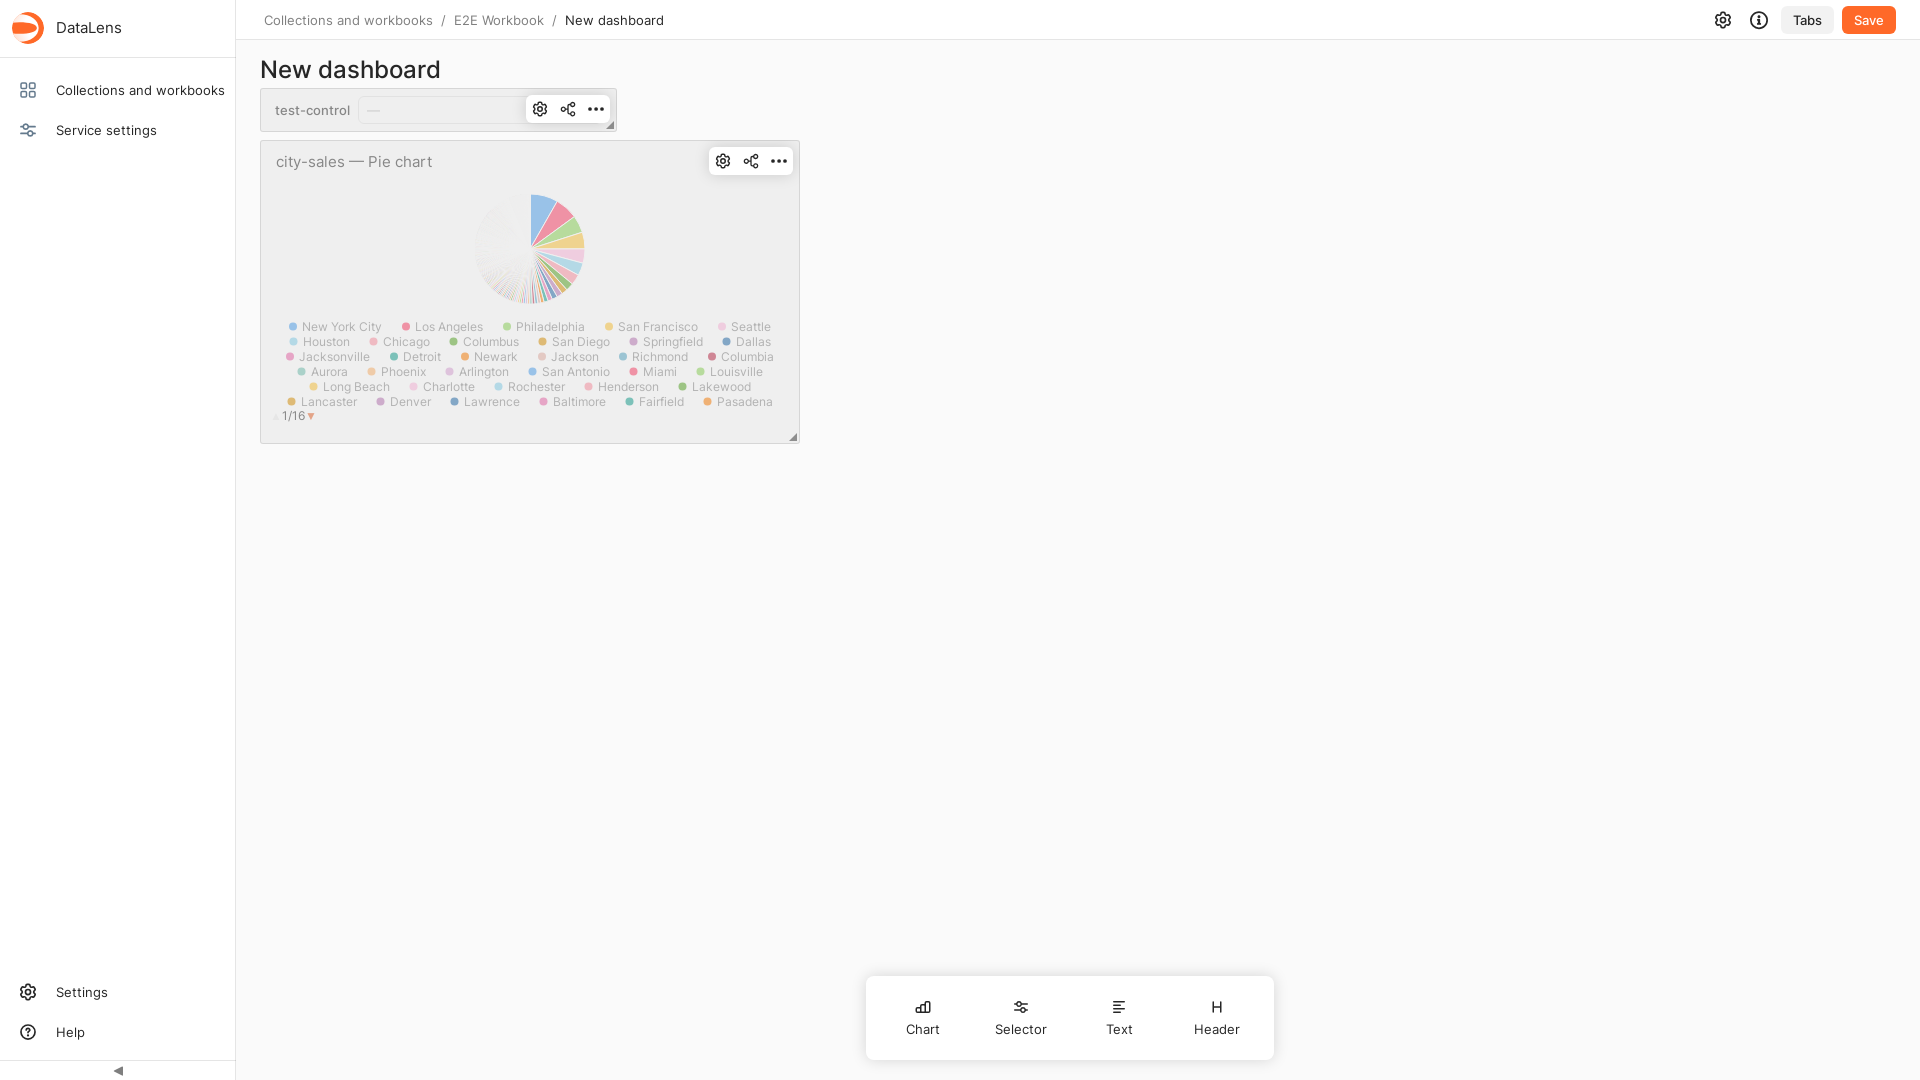 DataLens
Collections and workbooks / E2E Workbook / New dashboard
Tabs
Save
Collections and workbooks
Service settings
New dashboard
test-control
—
city-sales — Pie chart
New York City Los Angeles Philadelphia San Francisco Seattle
Houston Chicago Columbus San Diego Springfield Dallas
Jacksonville Detroit Newark Jackson Richmond Columbia
Aurora Phoenix Arlington San Antonio Miami Louisville
Long Beach Charlotte Rochester Henderson Lakewood
Lancaster Denver Lawrence Baltimore Fairfield Pasadena
1/16
Settings
Help
Chart
Selector
Text
Header